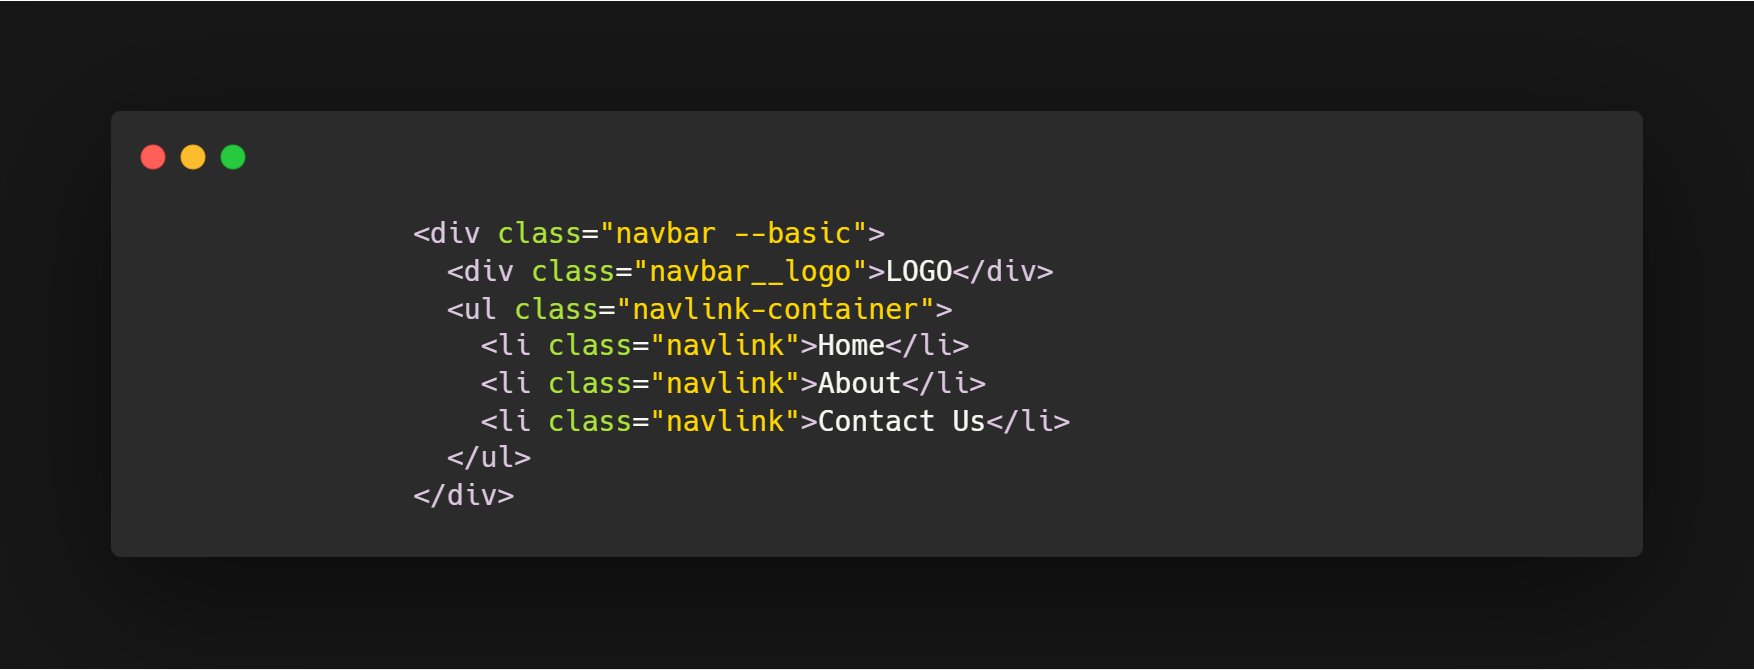 <div class="navbar --basic">
  <div class="navbar__logo">LOGO</div>
  <ul class="navlink-container">
    <li class="navlink">Home</li>
    <li class="navlink">About</li>
    <li class="navlink">Contact Us</li>
  </ul>
</div>